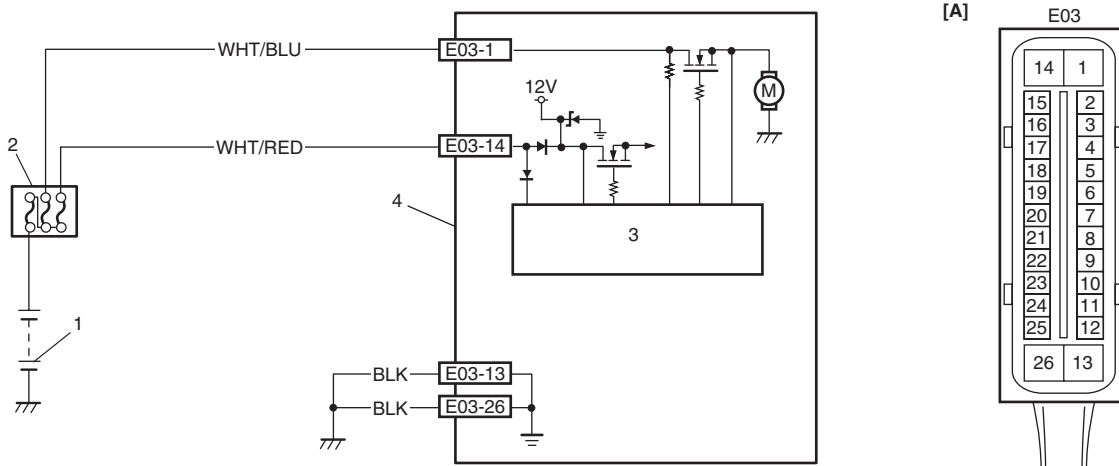 [A]
E03
WHT/BLU
E03-1
12V
M
WHT/RED
E03-14
2
4
3
1
BLK
E03-13
BLK
E03-26
14 1
15 2
16 3
17 4
18 5
19 6
20 7
21 8
22 9
23 10
24 11
25 12
26 13